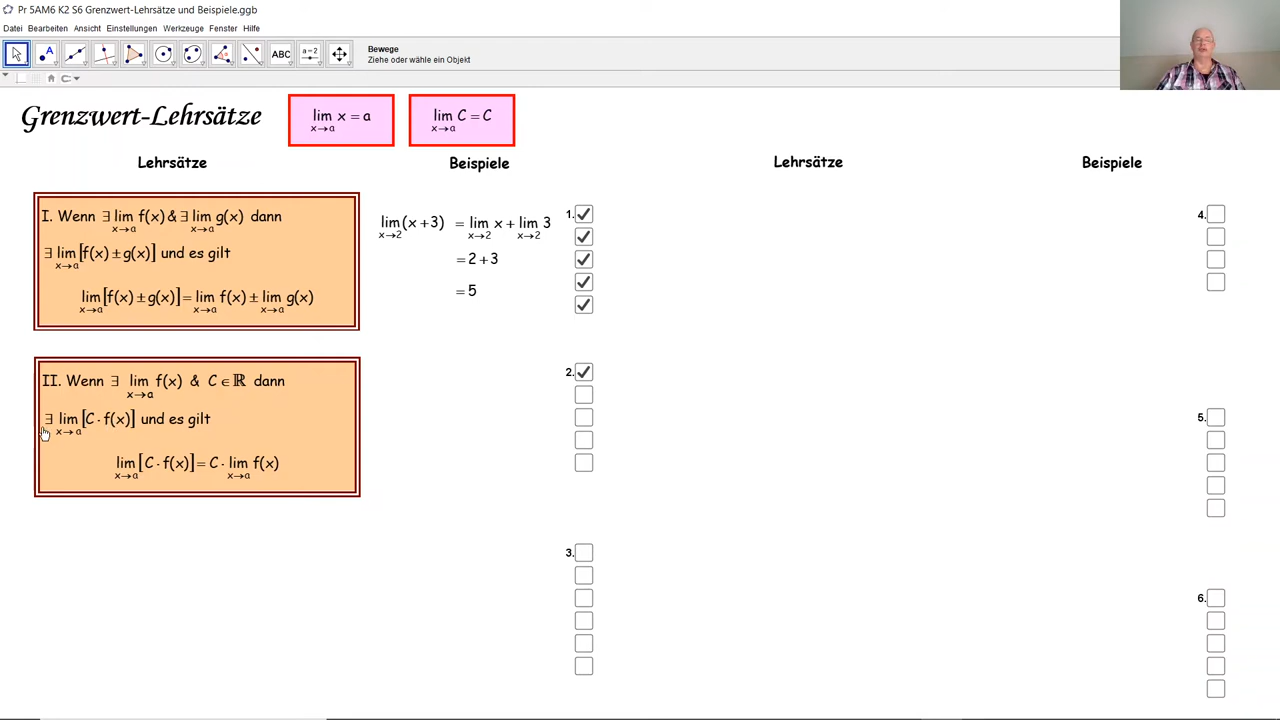 Pr 5AM6 K2 S6 Grenzwert-Lehrsätze und Beispiele.ggb
Datei Bearbeiten Ansicht Einstellungen Werkzeuge Fenster Hilfe
A ABC a=2
Bewege
Ziehe oder wähle ein Objekt
Grenzwert-Lehrsätze
lim x→a x = a
lim x→a C = C
Lehrsätze Beispiele Lehrsätze Beispiele
I. Wenn ∃ lim x→a f(x) & ∃ lim x→a g(x) dann
∃ lim x→a [f(x) ± g(x)] und es gilt
lim x→a [f(x) ± g(x)] = lim x→a f(x) ± lim x→a g(x)
lim x→2 (x+3) = lim x→2 x + lim x→2 3
= 2 + 3
= 5
1.
4.
II. Wenn ∃ lim x→a f(x) & C ∈ ℝ dann
∃ lim x→a [C · f(x)] und es gilt
lim x→a [C · f(x)] = C · lim x→a f(x)
2.
5.
3.
6.